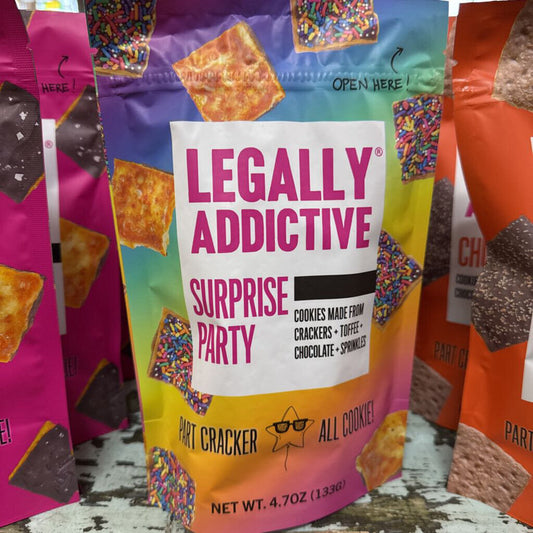 HERE!
OPEN HERE!
LEGALLY
ADDICTIVE®
SURPRISE
PARTY
COOKIES MADE FROM
CRACKERS + TOFFEE +
CHOCOLATE + SPRINKLES
PART CRACKER ALL COOKIE!
NET WT. 4.7OZ (133G)
PART